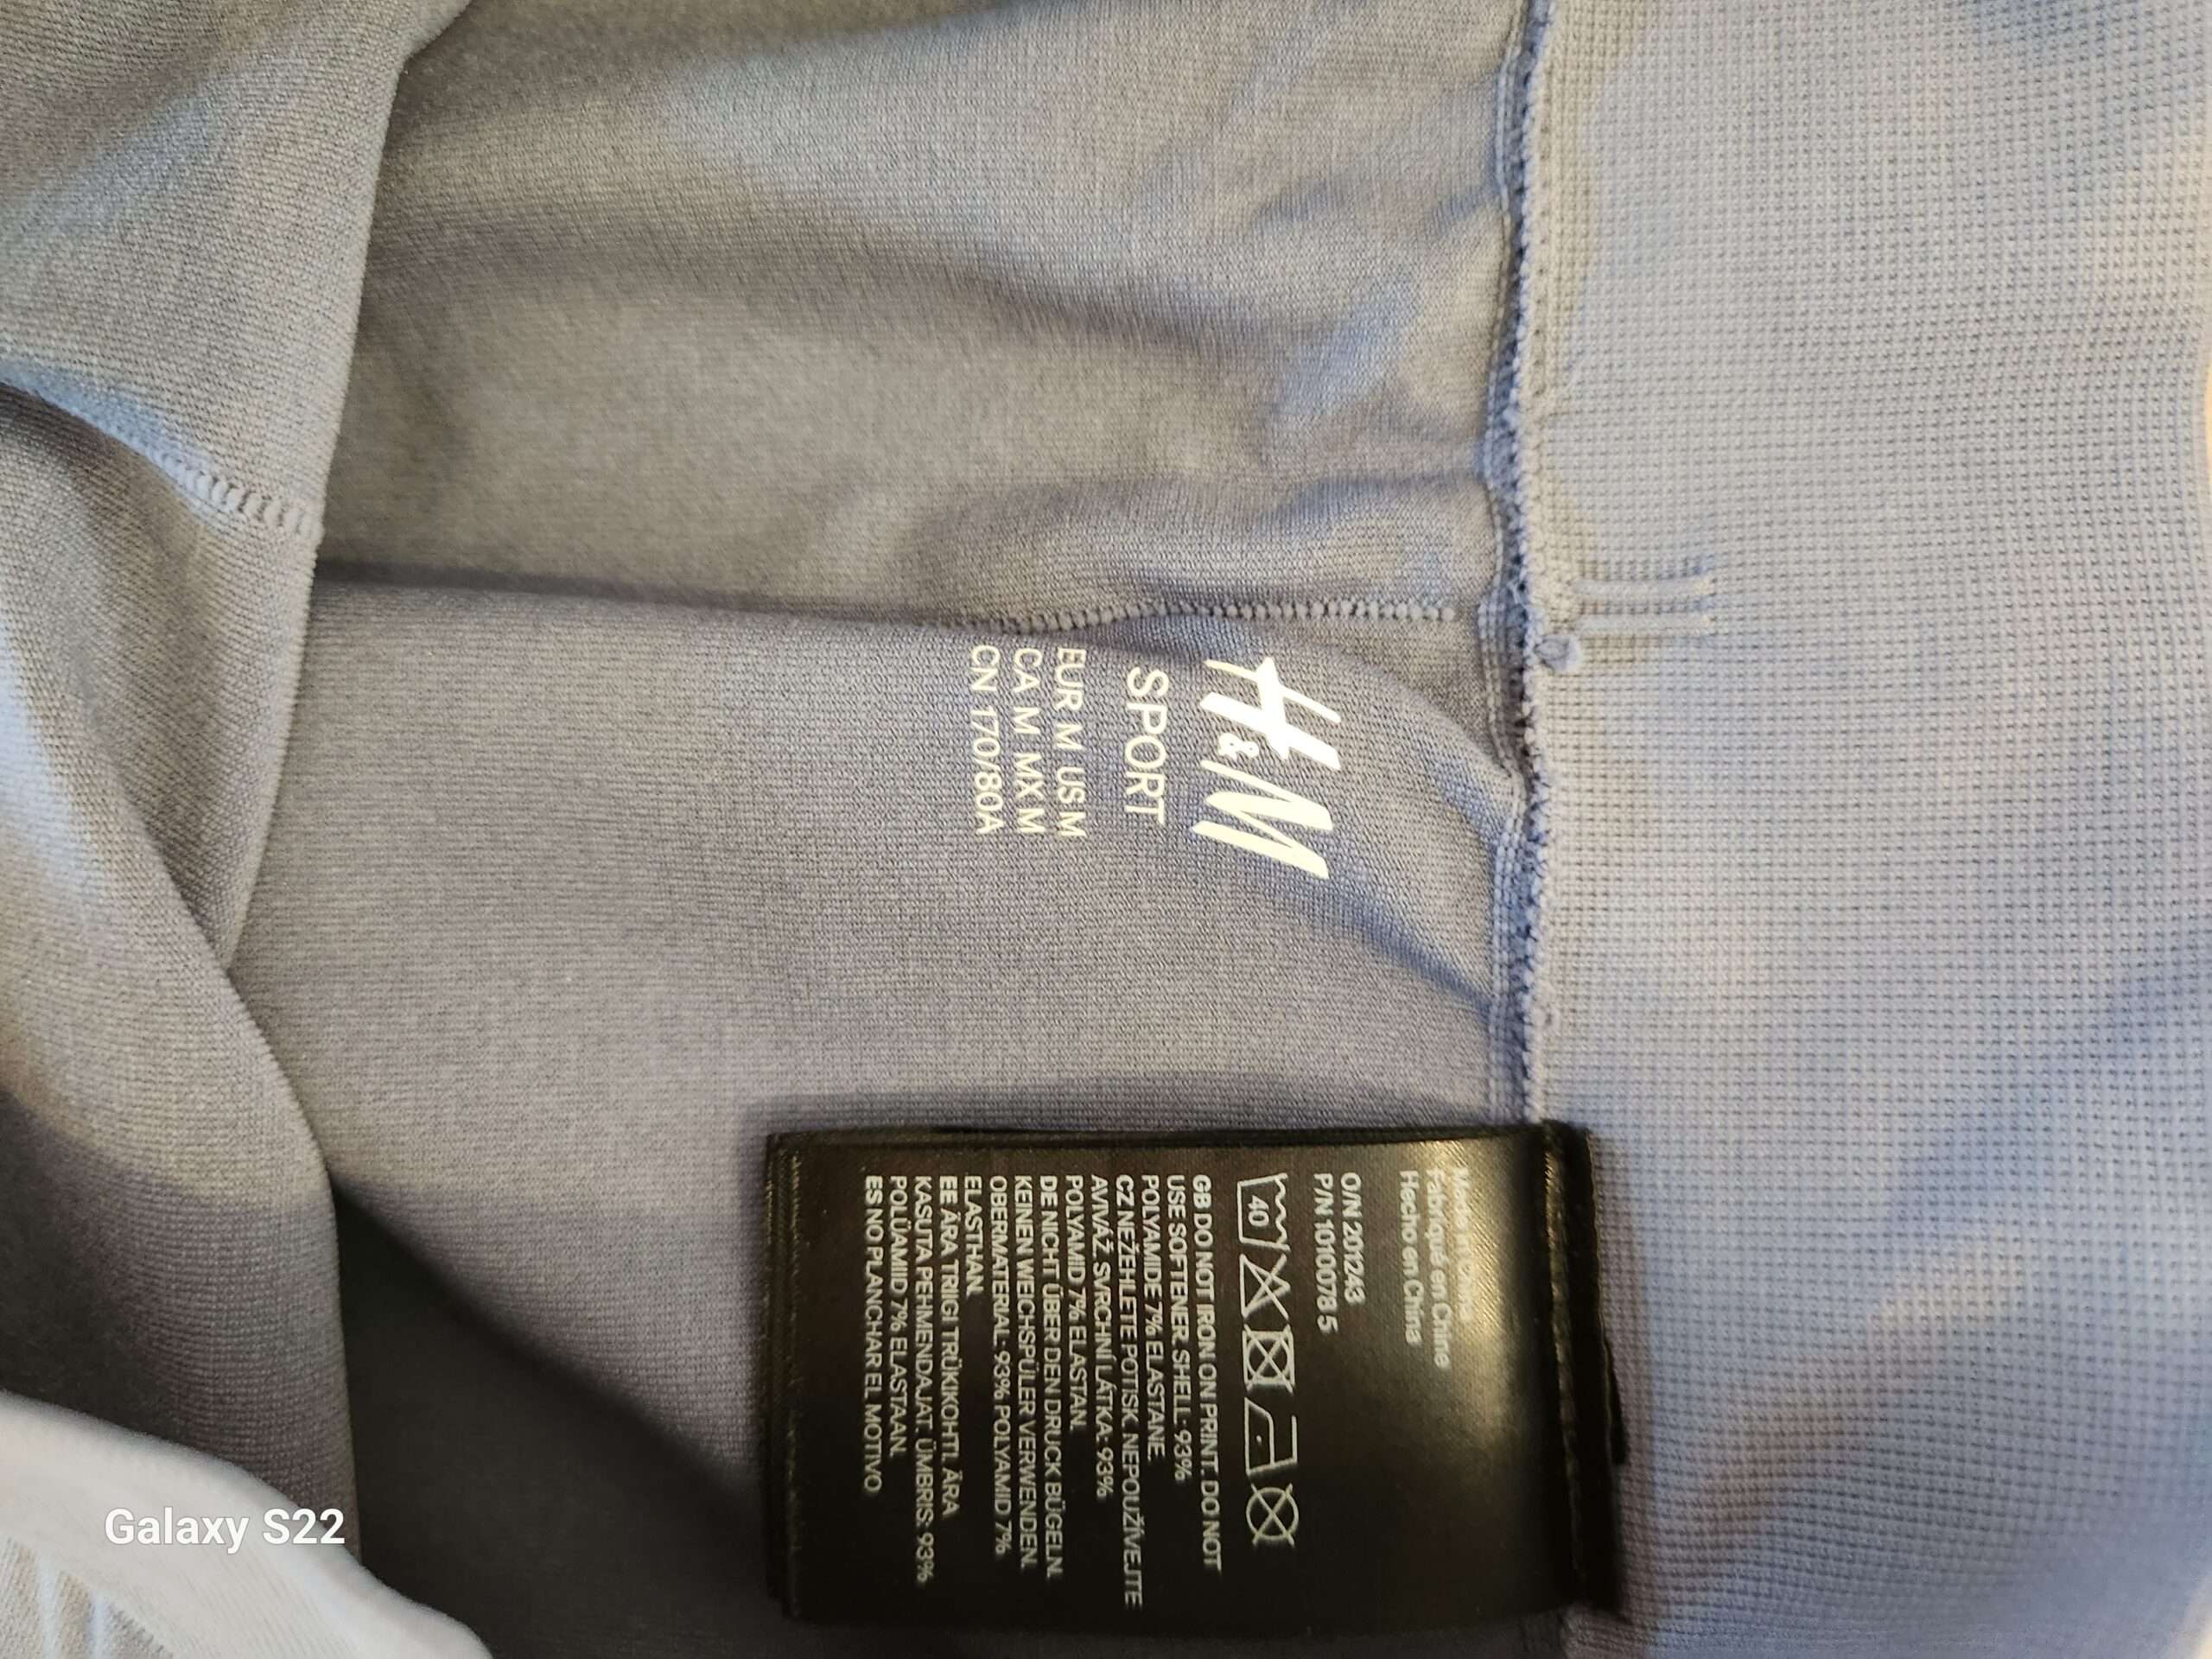 H&M
SPORT
EUR M US M
CA M MX M
CN 170/80A
Made in China
Fabriqué en Chine
Hecho en China
O/N 201243
P/N 1010078 5
40
GB DO NOT IRON ON PRINT. DO NOT
USE SOFTENER. SHELL: 93%
POLYAMIDE 7% ELASTANE.
CZ NEŽEHLETE POTISK. NEPOUŽÍVEJTE
AVIVÁŽ. SVRCHNÍ LÁTKA: 93%
POLYAMID 7% ELASTAN.
DE NICHT ÜBER DEN DRUCK BÜGELN.
KEINEN WEICHSPÜLER VERWENDEN.
OBERMATERIAL: 93% POLYAMID 7%
ELASTHAN.
EE ÄRA TRIIGI TRÜKIKOHTI. ÄRA
KASUTA PEHMENDAJAT. ÜMBRIS: 93%
POLÜAMIID 7% ELASTAAN.
ES NO PLANCHAR EL MOTIVO.
Galaxy S22